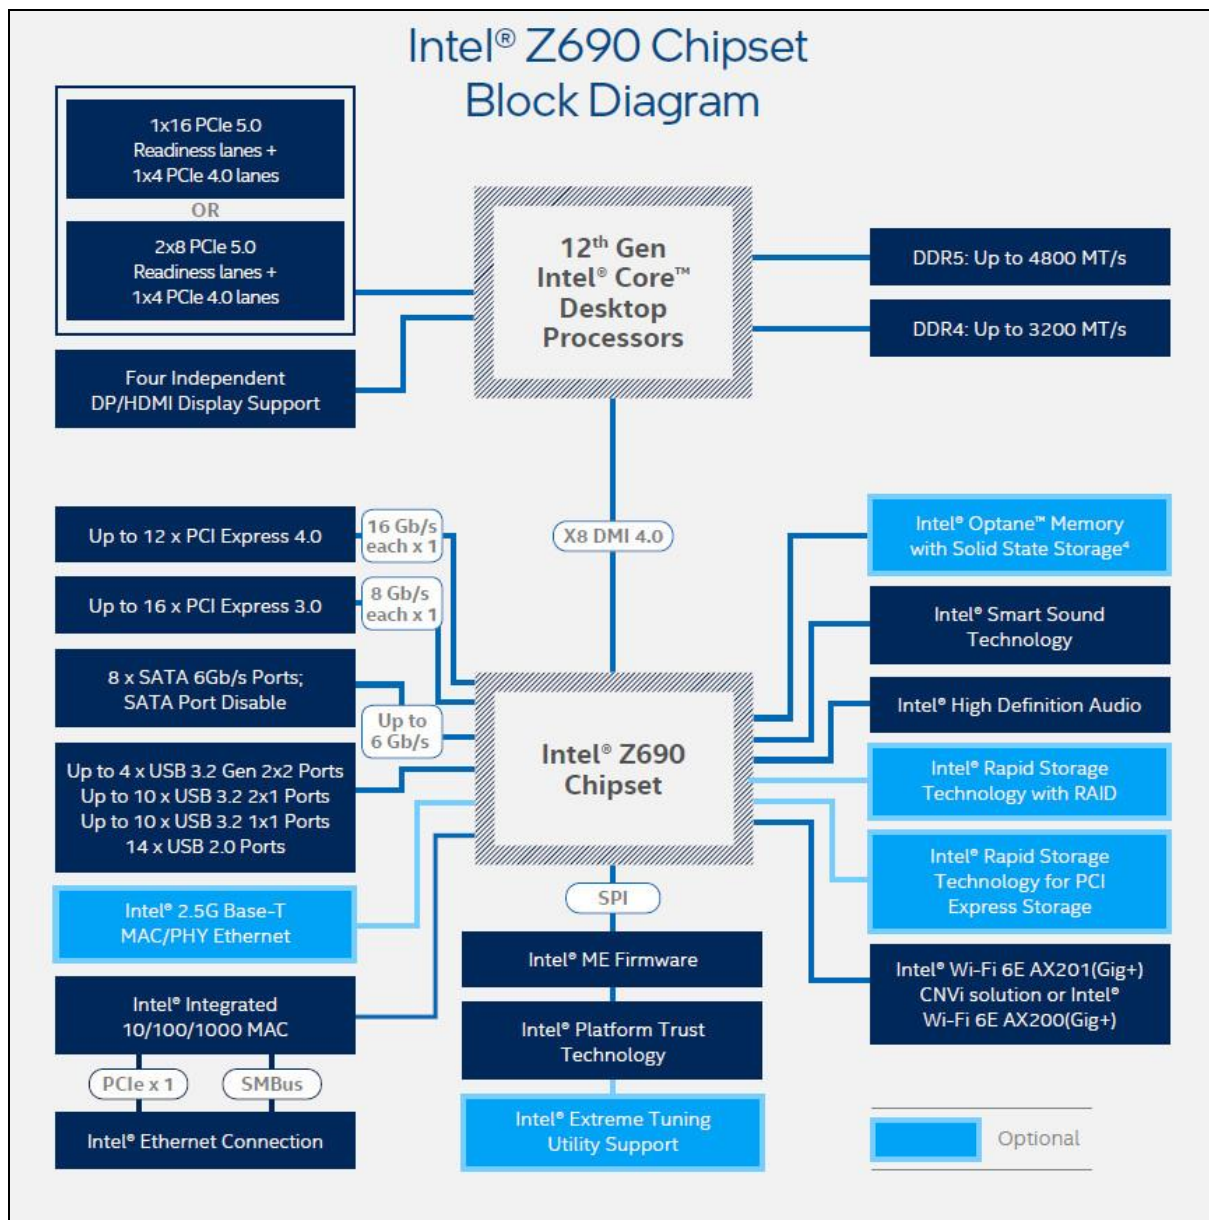 Intel® Z690 Chipset
Block Diagram
1x16 PCIe 5.0
Readiness lanes +
1x4 PCIe 4.0 lanes
OR
2x8 PCIe 5.0
Readiness lanes +
1x4 PCIe 4.0 lanes
Four Independent
DP/HDMI Display Support
12th Gen
Intel® Core™
Desktop
Processors
DDR5: Up to 4800 MT/s
DDR4: Up to 3200 MT/s
X8 DMI 4.0
Up to 12 x PCI Express 4.0
16 Gb/s
each x 1
Up to 16 x PCI Express 3.0
8 Gb/s
each x 1
8 x SATA 6Gb/s Ports;
SATA Port Disable
Up to
6 Gb/s
Up to 4 x USB 3.2 Gen 2x2 Ports
Up to 10 x USB 3.2 2x1 Ports
Up to 10 x USB 3.2 1x1 Ports
14 x USB 2.0 Ports
Intel® 2.5G Base-T
MAC/PHY Ethernet
Intel® Integrated
10/100/1000 MAC
PCIe x 1
SMBus
Intel® Ethernet Connection
Intel® Z690
Chipset
SPI
Intel® ME Firmware
Intel® Platform Trust
Technology
Intel® Extreme Tuning
Utility Support
Intel® Optane™ Memory
with Solid State Storage⁴
Intel® Smart Sound
Technology
Intel® High Definition Audio
Intel® Rapid Storage
Technology with RAID
Intel® Rapid Storage
Technology for PCI
Express Storage
Intel® Wi-Fi 6E AX201(Gig+)
CNVi solution or Intel®
Wi-Fi 6E AX200(Gig+)
Optional